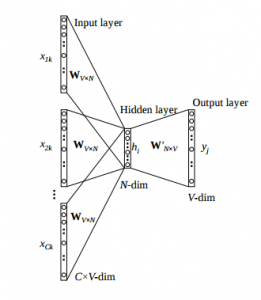 Input layer
x1k
WV×N
Hidden layer
Output layer
x2k
WV×N
hi
W'N×V
yj
N-dim
V-dim
WV×N
xCk
C×V-dim